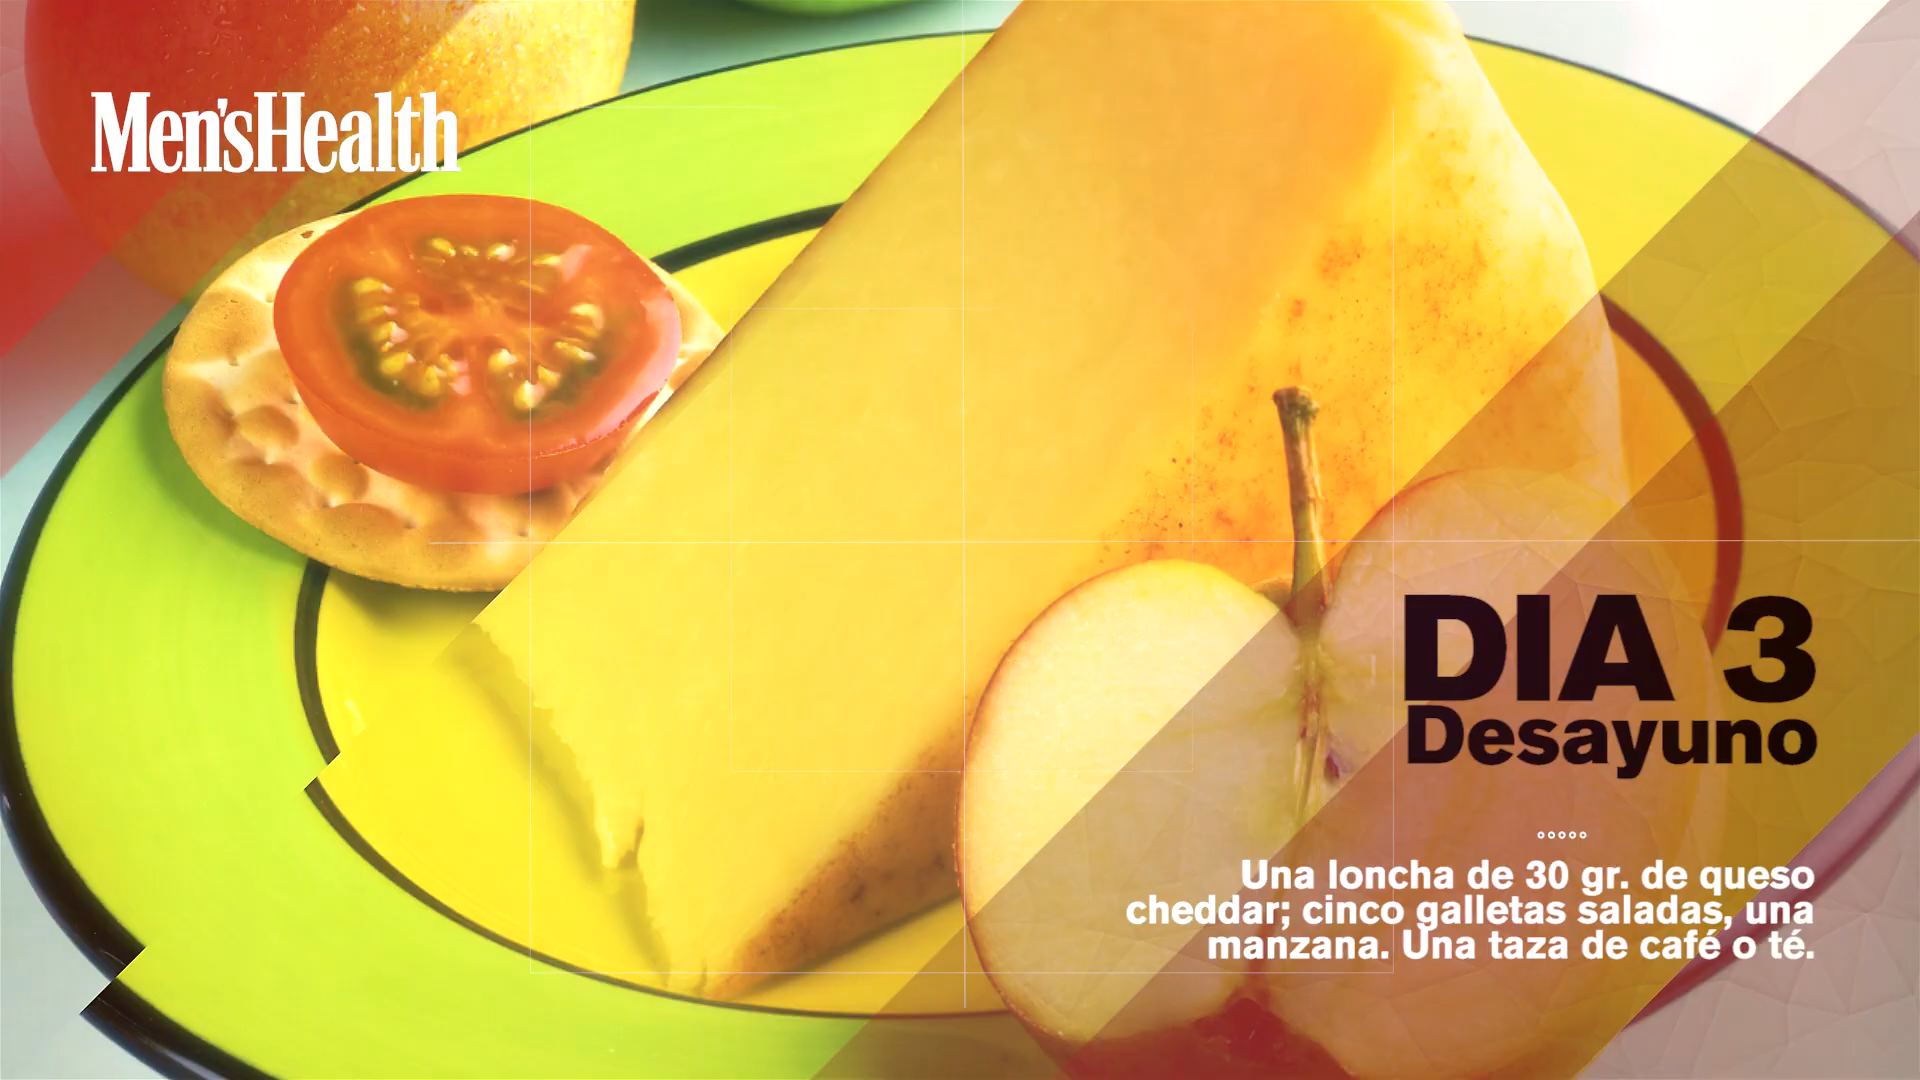 Men'sHealth
DIA 3
Desayuno
Una loncha de 30 gr. de queso
cheddar; cinco galletas saladas, una
manzana. Una taza de café o té.